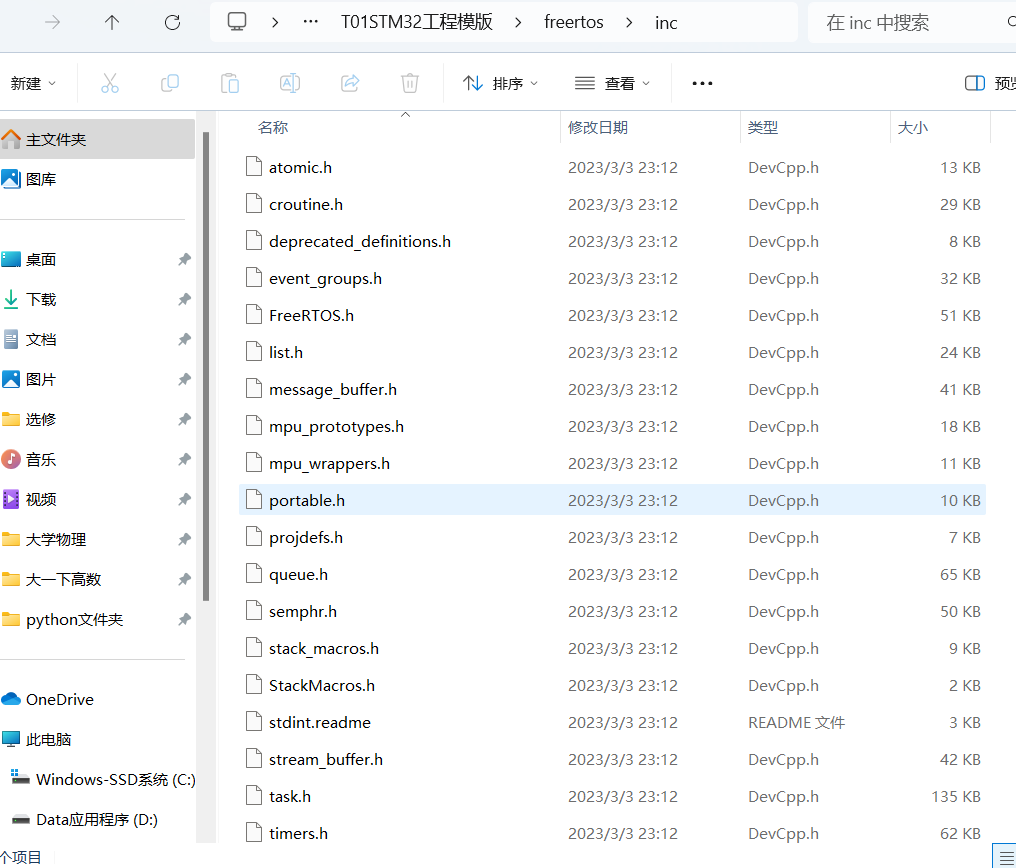 T01STM32工程模版 freertos inc 在 inc 中搜索
新建 排序 查看
名称 修改日期 类型 大小
主文件夹
图库
桌面
下载
文档
图片
选修
音乐
视频
大学物理
大一下高数
python文件夹
OneDrive
此电脑
Windows-SSD系统 (C:)
Data应用程序 (D:)
atomic.h 2023/3/3 23:12 DevCpp.h 13 KB
croutine.h 2023/3/3 23:12 DevCpp.h 29 KB
deprecated_definitions.h 2023/3/3 23:12 DevCpp.h 8 KB
event_groups.h 2023/3/3 23:12 DevCpp.h 32 KB
FreeRTOS.h 2023/3/3 23:12 DevCpp.h 51 KB
list.h 2023/3/3 23:12 DevCpp.h 24 KB
message_buffer.h 2023/3/3 23:12 DevCpp.h 41 KB
mpu_prototypes.h 2023/3/3 23:12 DevCpp.h 18 KB
mpu_wrappers.h 2023/3/3 23:12 DevCpp.h 11 KB
portable.h 2023/3/3 23:12 DevCpp.h 10 KB
projdefs.h 2023/3/3 23:12 DevCpp.h 7 KB
queue.h 2023/3/3 23:12 DevCpp.h 65 KB
semphr.h 2023/3/3 23:12 DevCpp.h 50 KB
stack_macros.h 2023/3/3 23:12 DevCpp.h 9 KB
StackMacros.h 2023/3/3 23:12 DevCpp.h 2 KB
stdint.readme 2023/3/3 23:12 README 文件 3 KB
stream_buffer.h 2023/3/3 23:12 DevCpp.h 42 KB
task.h 2023/3/3 23:12 DevCpp.h 135 KB
timers.h 2023/3/3 23:12 DevCpp.h 62 KB
个项目